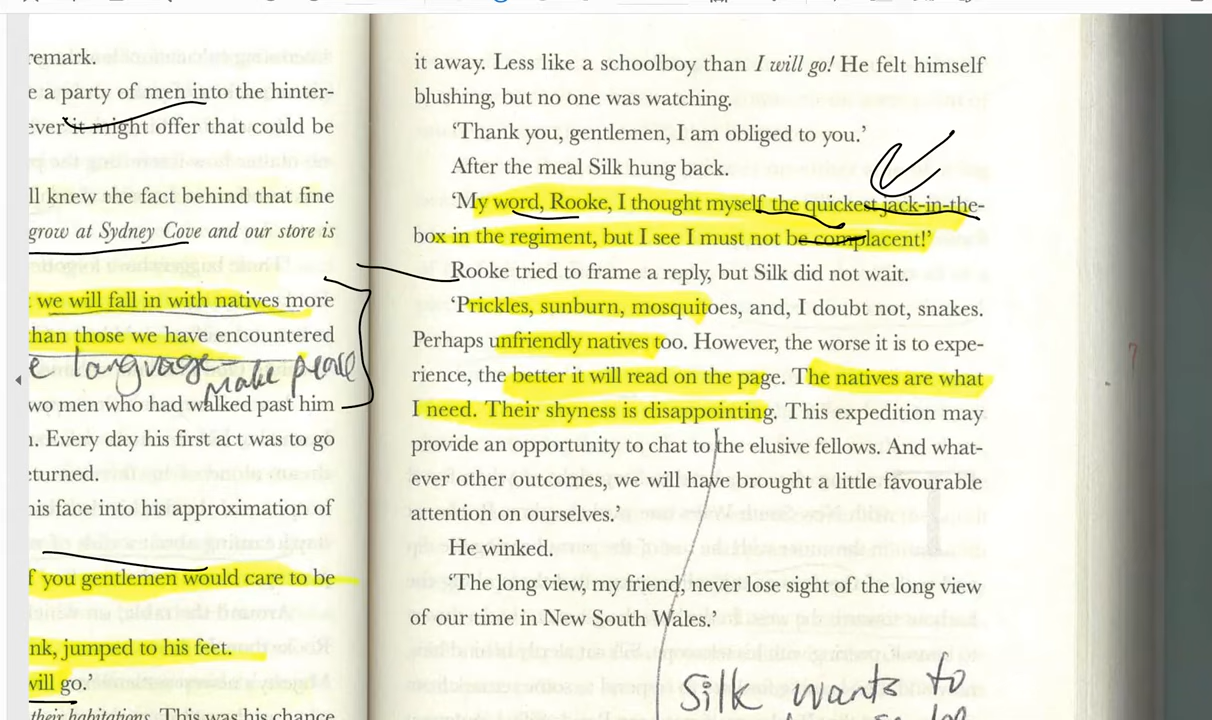 remark.
e a party of men into the hinter-
ever it might offer that could be
ll knew the fact behind that fine
grow at Sydney Cove and our store is
we will fall in with natives more
than those we have encountered
e language make peace
wo men who had walked past him
. Every day his first act was to go
eturned.
his face into his approximation of
f you gentlemen would care to be
nk, jumped to his feet.
will go.'
their habitations. This was his chance
it away. Less like a schoolboy than I will go! He felt himself
blushing, but no one was watching.
‘Thank you, gentlemen, I am obliged to you.’
After the meal Silk hung back.
‘My word, Rooke, I thought myself the quickest jack-in-the-
box in the regiment, but I see I must not be complacent!’
Rooke tried to frame a reply, but Silk did not wait.
‘Prickles, sunburn, mosquitoes, and, I doubt not, snakes.
Perhaps unfriendly natives too. However, the worse it is to expe-
rience, the better it will read on the page. The natives are what
I need. Their shyness is disappointing. This expedition may
provide an opportunity to chat to the elusive fellows. And what-
ever other outcomes, we will have brought a little favourable
attention on ourselves.’
He winked.
‘The long view, my friend, never lose sight of the long view
of our time in New South Wales.’
Silk wants to